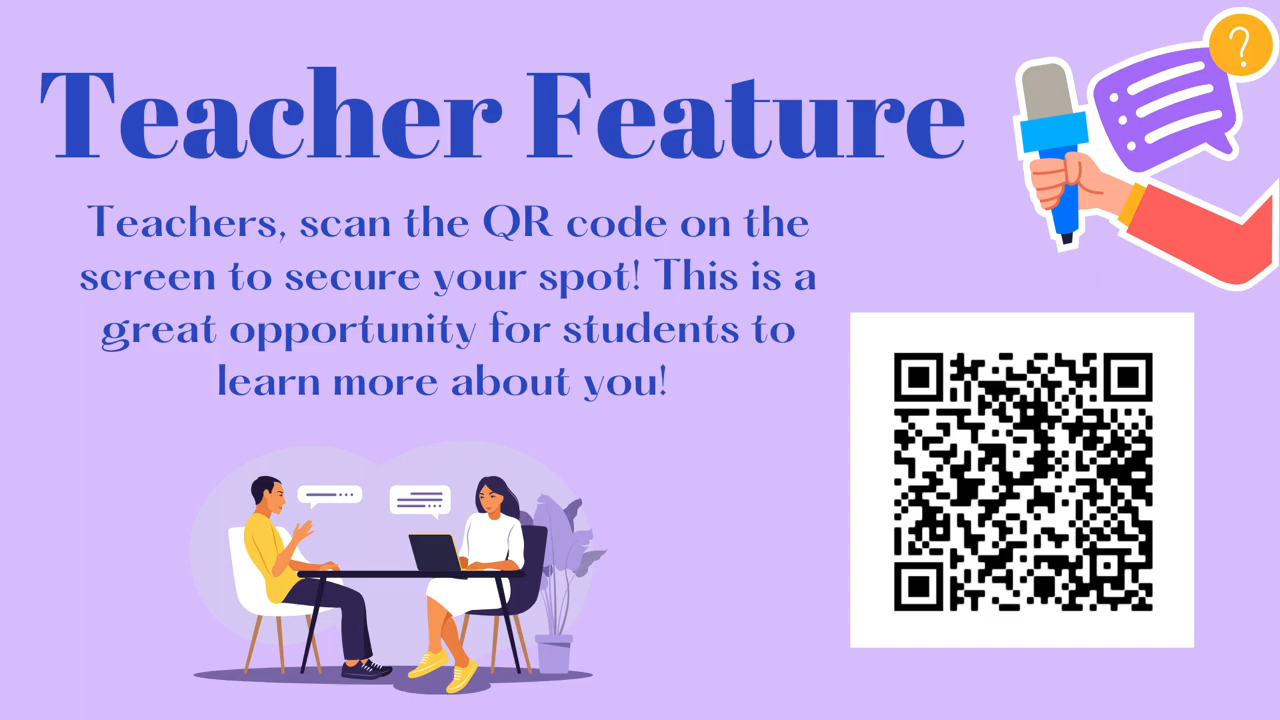 Teacher Feature
?
Teachers, scan the QR code on the
screen to secure your spot! This is a
great opportunity for students to
learn more about you!